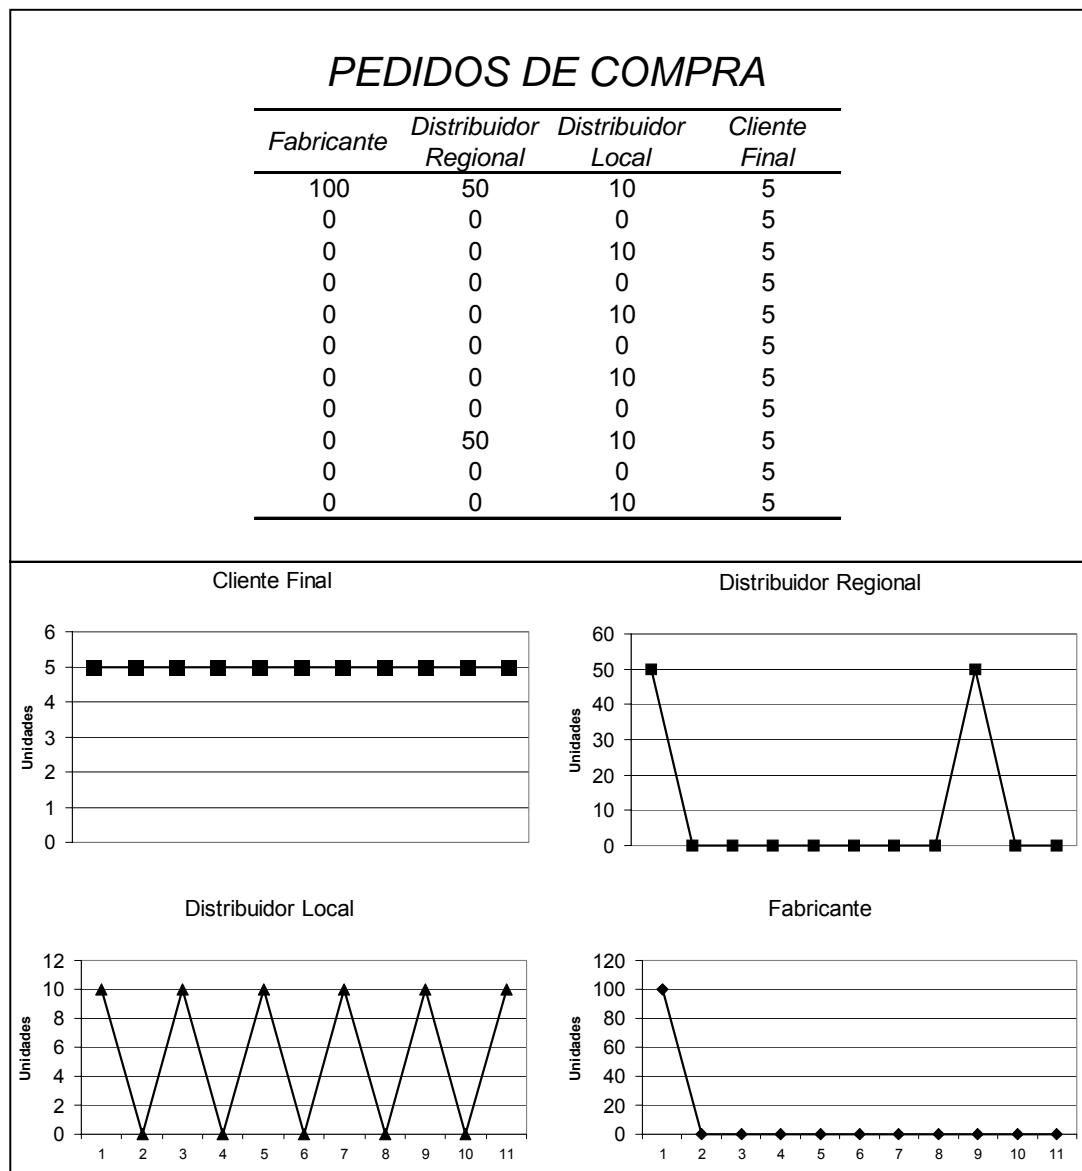 PEDIDOS DE COMPRA
Fabricante Distribuidor Regional Distribuidor Local Cliente Final
100 50 10 5
0 0 0 5
0 0 10 5
0 0 0 5
0 0 10 5
0 0 0 5
0 0 10 5
0 0 0 5
0 50 10 5
0 0 0 5
0 0 10 5
Cliente Final
Unidades
6
5
4
3
2
1
0
Distribuidor Regional
Unidades
60
50
40
30
20
10
0
Distribuidor Local
Unidades
12
10
8
6
4
2
0
1 2 3 4 5 6 7 8 9 10 11
Fabricante
Unidades
120
100
80
60
40
20
0
1 2 3 4 5 6 7 8 9 10 11